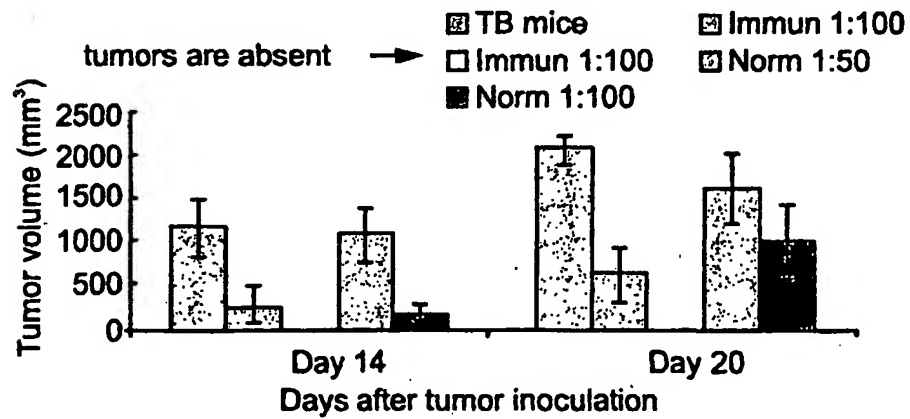 TB mice
Immun 1:100
tumors are absent
Immun 1:100
Norm 1:50
Norm 1:100
Tumor volume (mm³)
2500
2000
1500
1000
500
0
Day 14
Day 20
Days after tumor inoculation